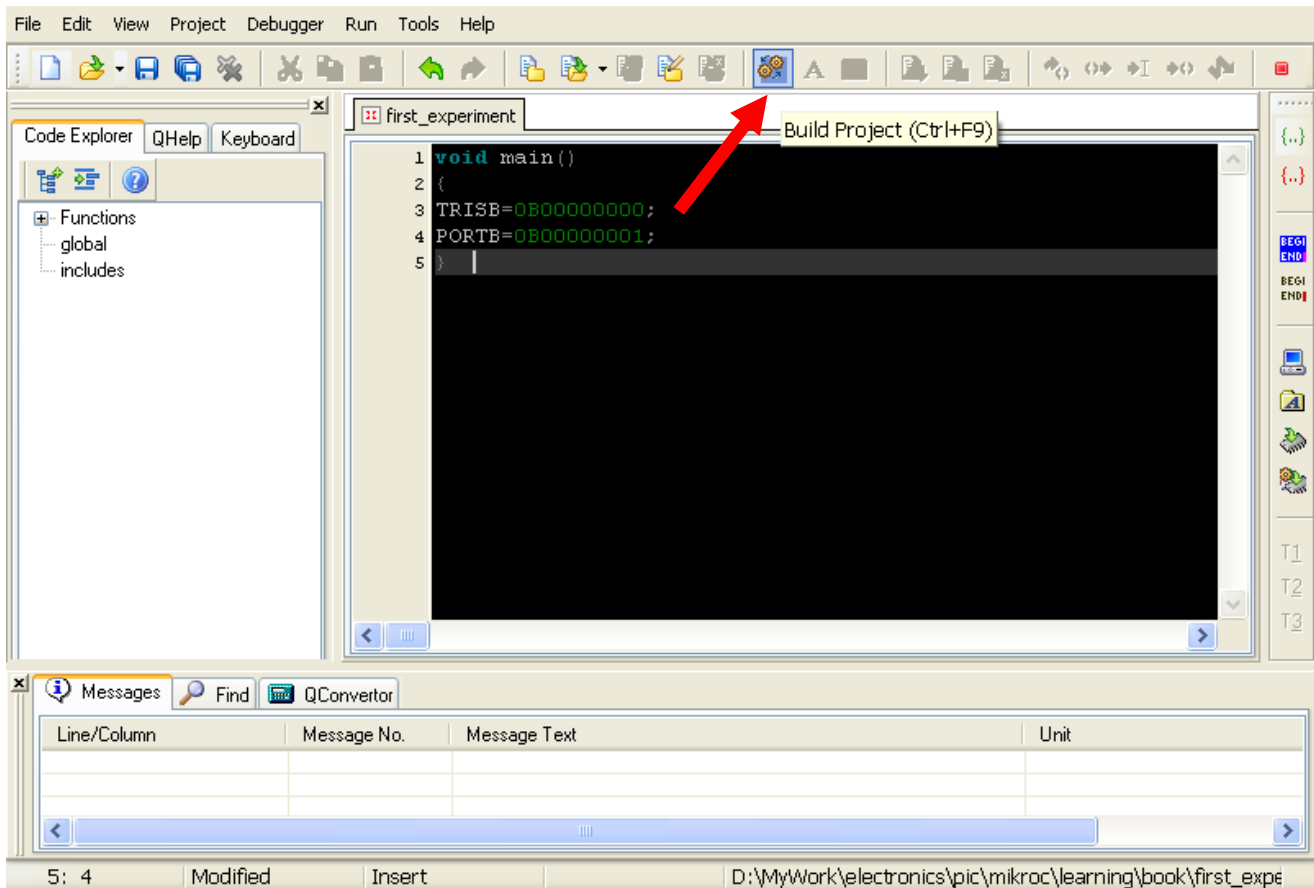 File Edit View Project Debugger Run Tools Help
first_experiment
Build Project (Ctrl+F9)
Code Explorer QHelp Keyboard
Functions
global
includes
1 void main()
2 {
3 TRISB=0B00000000;
4 PORTB=0B00000001;
5 }
{..}
{..}
BEGI
END
BEGI
END
T1
T2
T3
Messages Find QConvertor
Line/Column Message No. Message Text Unit
5: 4 Modified Insert D:\MyWork\electronics\pic\mikroc\learning\book\first_expe